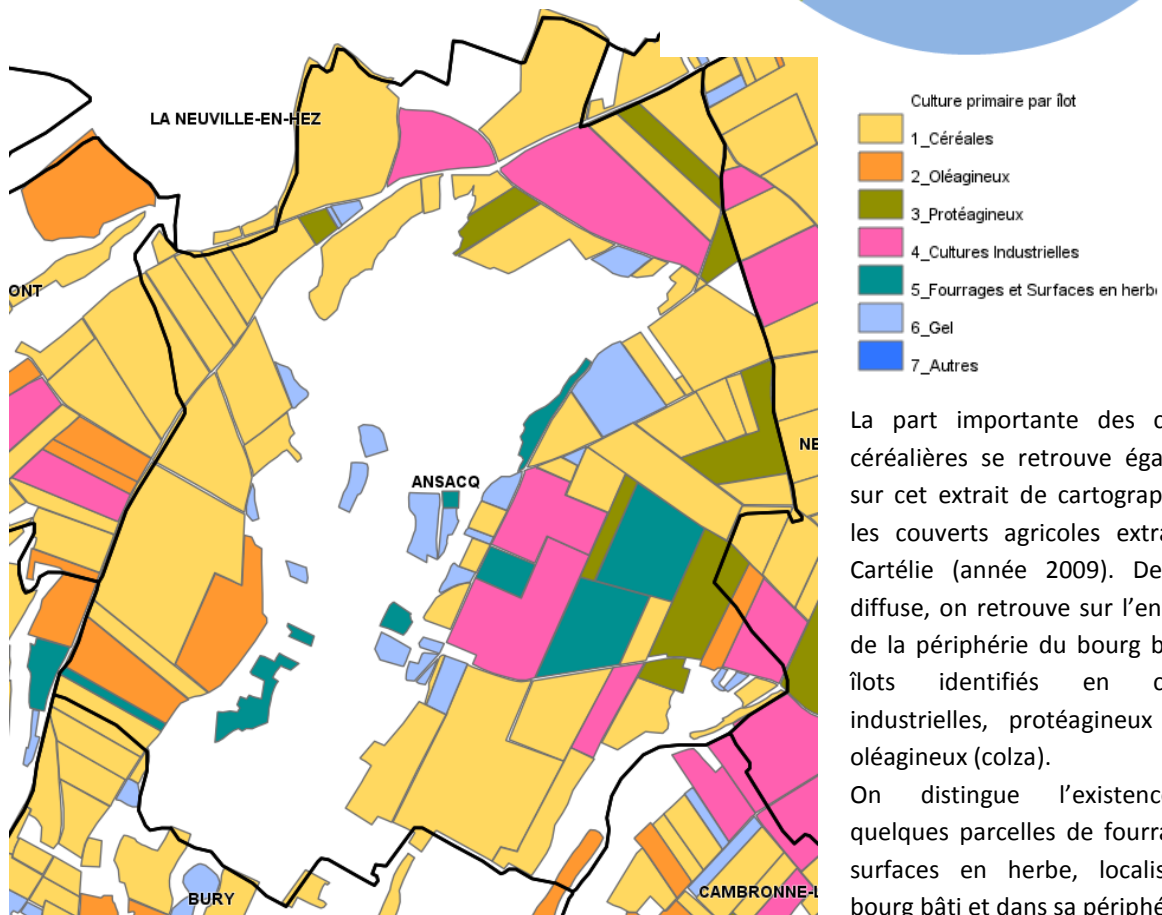 LA NEUVILLE-EN-HEZ
ONT
ANSACQ
NE
BURY
CAMBRONNE-L
Culture primaire par îlot
1_Céréales
2_Oléagineux
3_Protéagineux
4_Cultures Industrielles
5_Fourrages et Surfaces en herb
6_Gel
7_Autres
La part importante des c
céréalières se retrouve éga
sur cet extrait de cartograp
les couverts agricoles extra
Cartélie (année 2009). De
diffuse, on retrouve sur l’en
de la périphérie du bourg b
îlots identifiés en c
industrielles, protéagineux
oléagineux (colza).
On distingue l’existence
quelques parcelles de fourra
surfaces en herbe, localis
bourg bâti et dans sa périphé